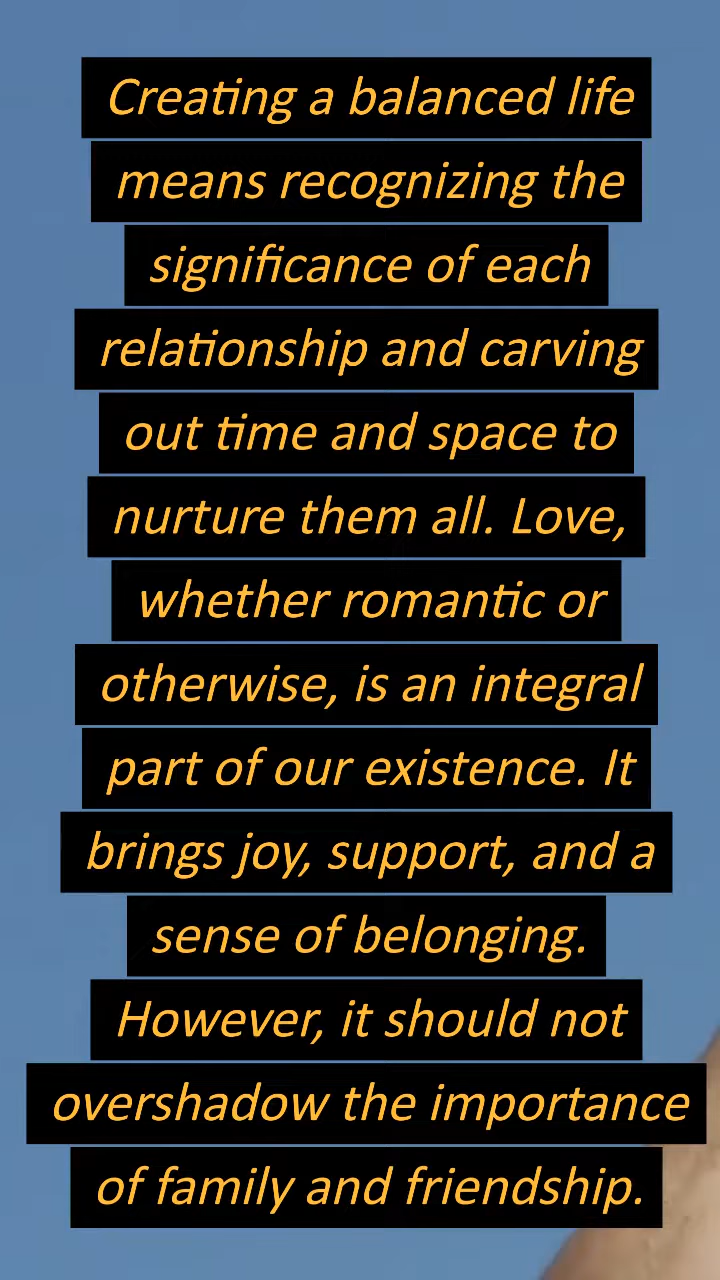 Creating a balanced life
means recognizing the
significance of each
relationship and carving
out time and space to
nurture them all. Love,
whether romantic or
otherwise, is an integral
part of our existence. It
brings joy, support, and a
sense of belonging.
However, it should not
overshadow the importance
of family and friendship.